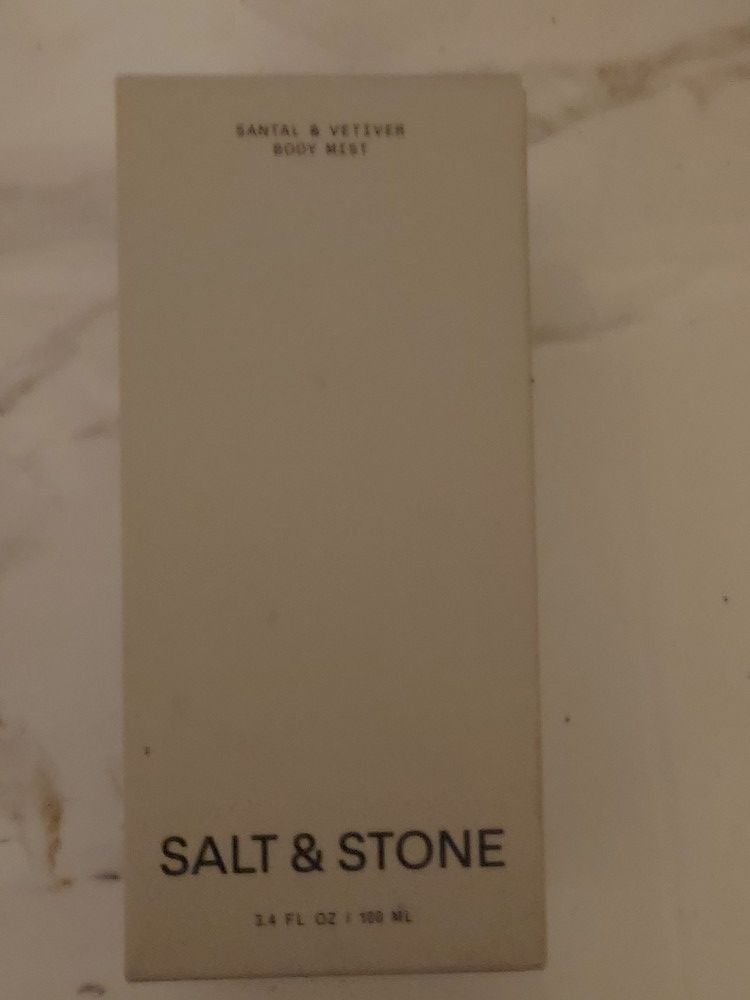 SANTAL & VETIVER
BODY MIST
SALT & STONE
3.4 FL OZ / 100 ML